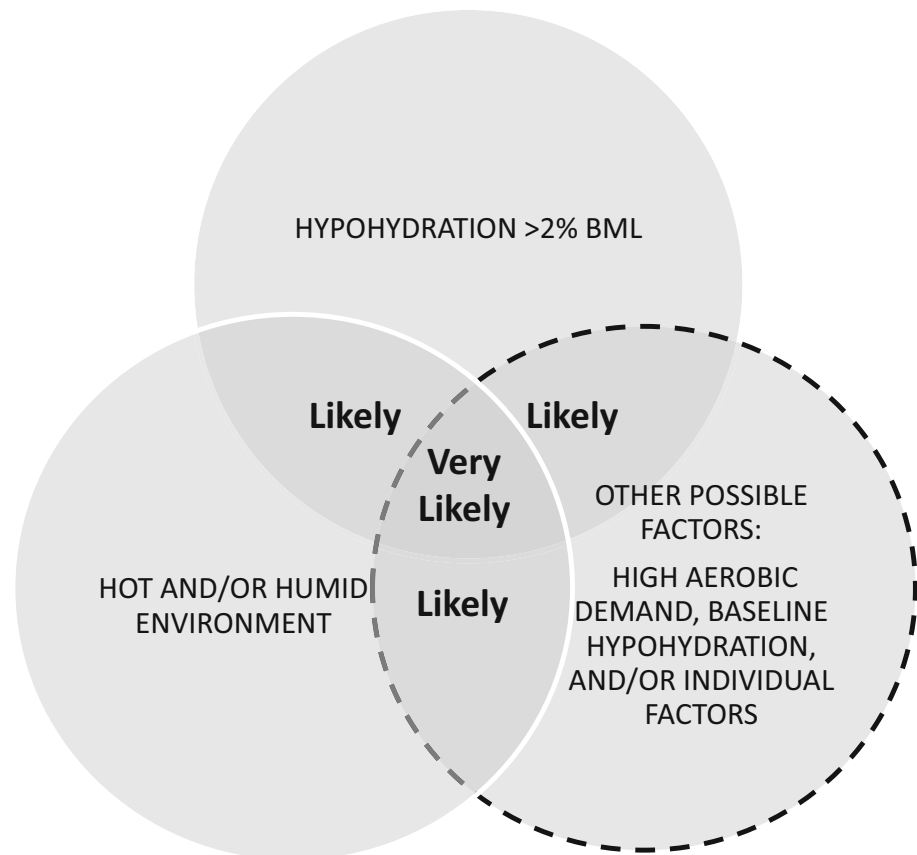 HYPOHYDRATION >2% BML
Likely
Likely
Very
Likely
OTHER POSSIBLE
FACTORS:
HOT AND/OR HUMID
ENVIRONMENT
Likely
HIGH AEROBIC
DEMAND, BASELINE
HYPOHYDRATION,
AND/OR INDIVIDUAL
FACTORS